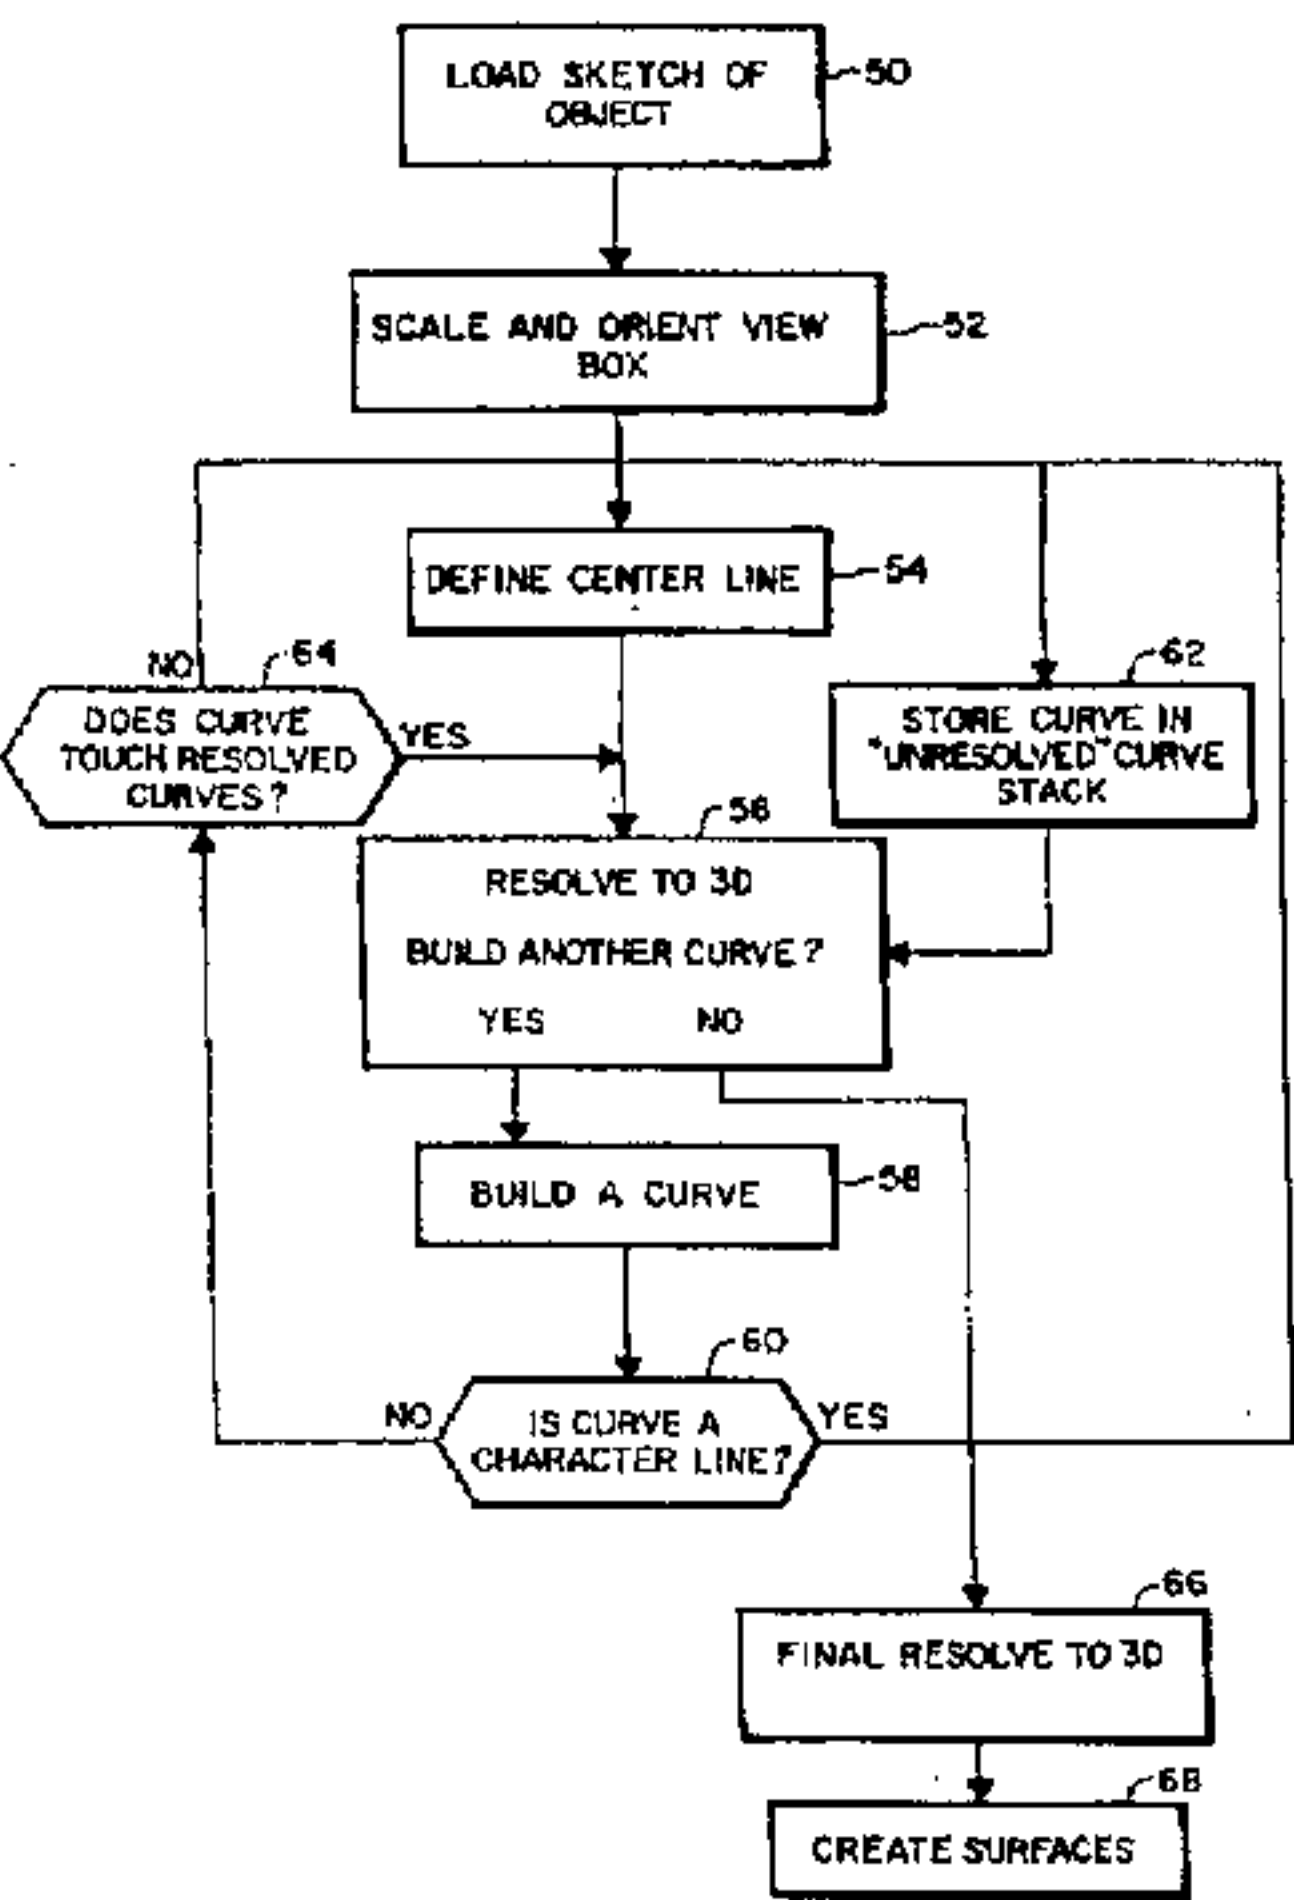 LOAD SKETCH OF
OBJECT
50
SCALE AND ORIENT VIEW
BOX
52
DEFINE CENTER LINE
54
NO
64
DOES CURVE
TOUCH RESOLVED
CURVES?
YES
62
STORE CURVE IN
"UNRESOLVED" CURVE
STACK
56
RESOLVE TO 3D
BUILD ANOTHER CURVE?
YES NO
BUILD A CURVE
58
60
NO
IS CURVE A
CHARACTER LINE?
YES
66
FINAL RESOLVE TO 3D
68
CREATE SURFACES